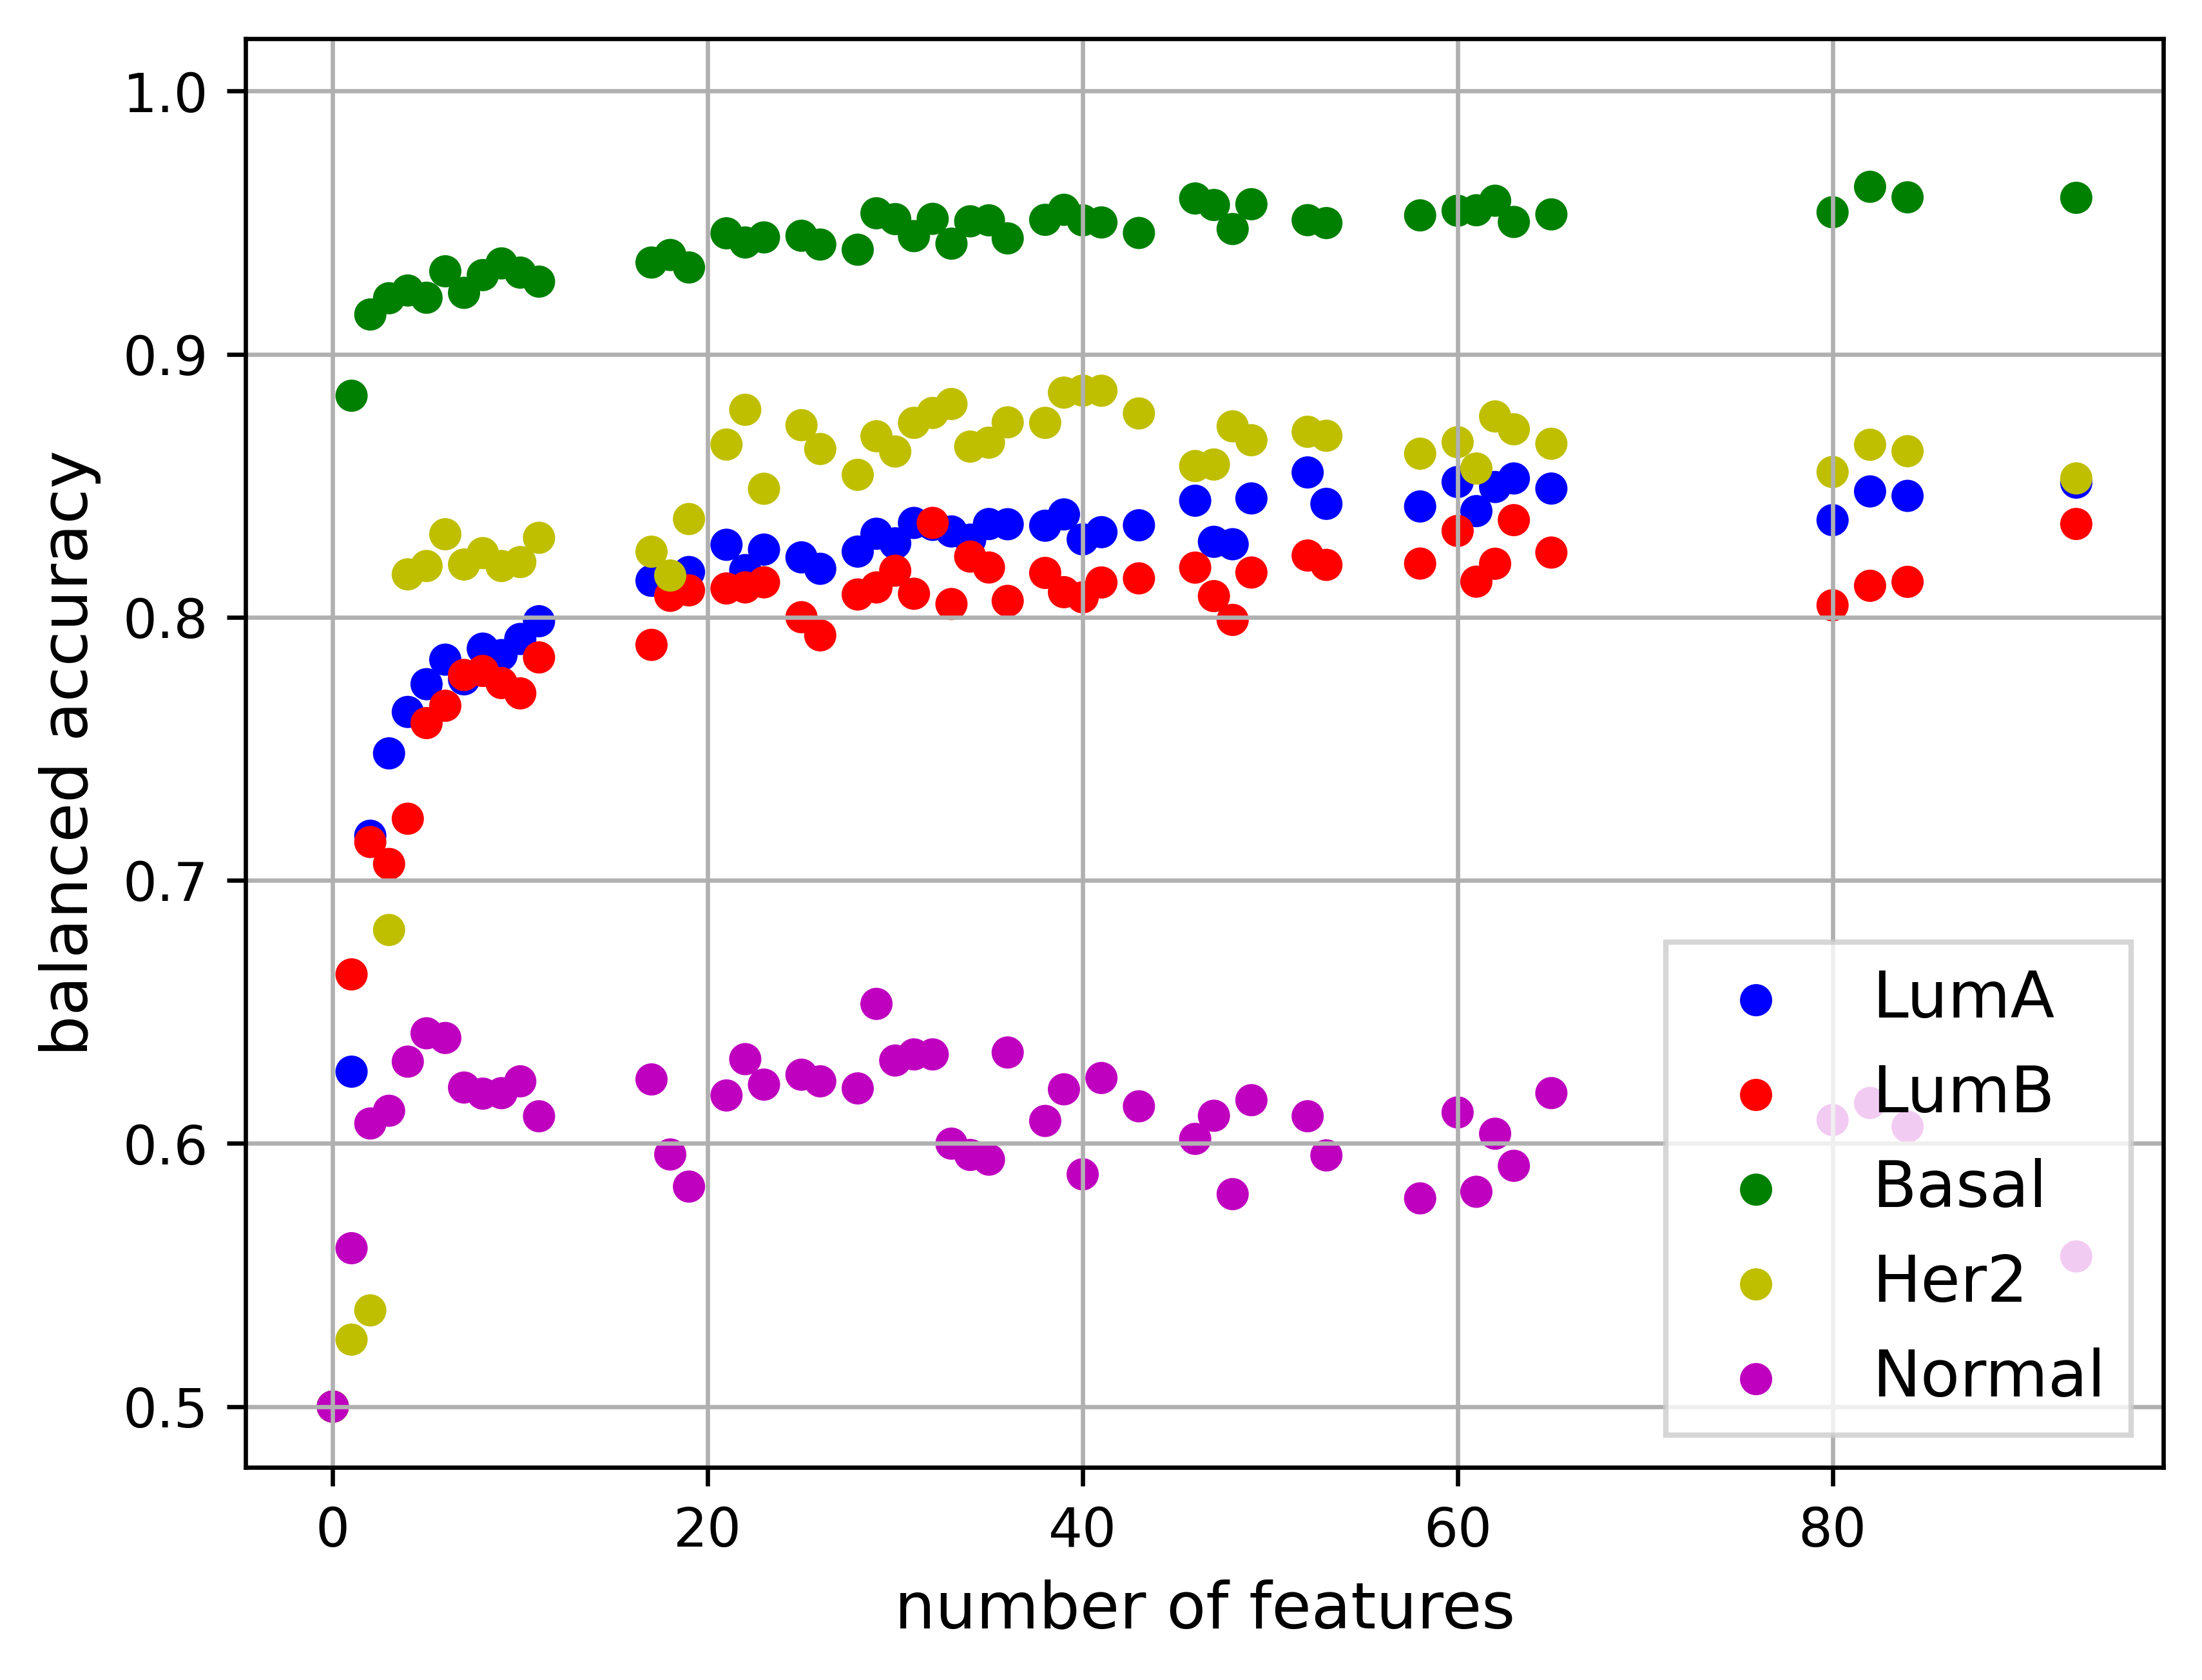 1.0
0.9
0.8
0.7
0.6
0.5
balanced accuracy
0 20 40 60 80
number of features
LumA
LumB
Basal
Her2
Normal